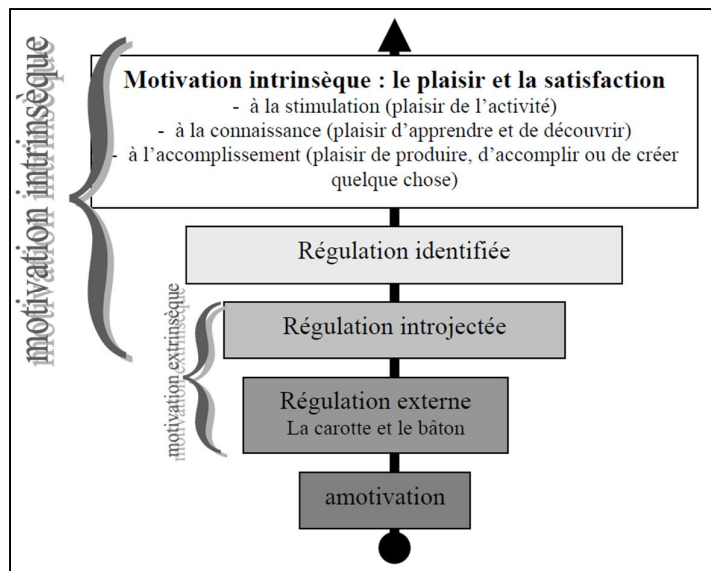 motivation intrinsèque
Motivation intrinsèque : le plaisir et la satisfaction
- à la stimulation (plaisir de l'activité)
- à la connaissance (plaisir d'apprendre et de découvrir)
- à l'accomplissement (plaisir de produire, d'accomplir ou de créer
quelque chose)
Régulation identifiée
motivation extrinsèque
Régulation introjectée
Régulation externe
La carotte et le bâton
amotivation